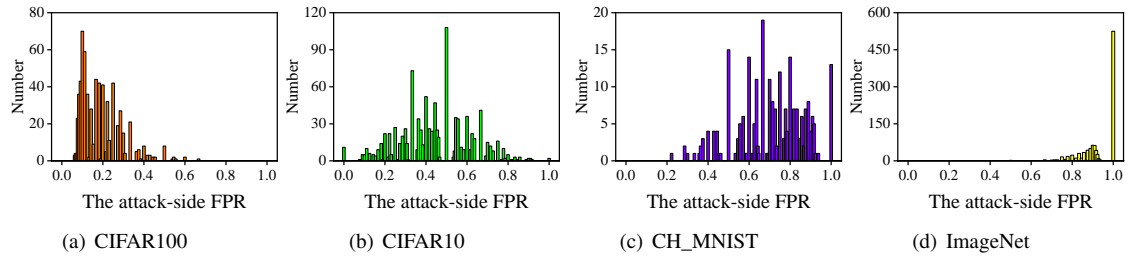 80
60
40
20
0
Number
0.0 0.2 0.4 0.6 0.8 1.0
The attack-side FPR
(a) CIFAR100
120
90
60
30
0
Number
0.0 0.2 0.4 0.6 0.8 1.0
The attack-side FPR
(b) CIFAR10
20
15
10
5
0
Number
0.0 0.2 0.4 0.6 0.8 1.0
The attack-side FPR
(c) CH_MNIST
600
450
300
150
0
Number
0.0 0.2 0.4 0.6 0.8 1.0
The attack-side FPR
(d) ImageNet